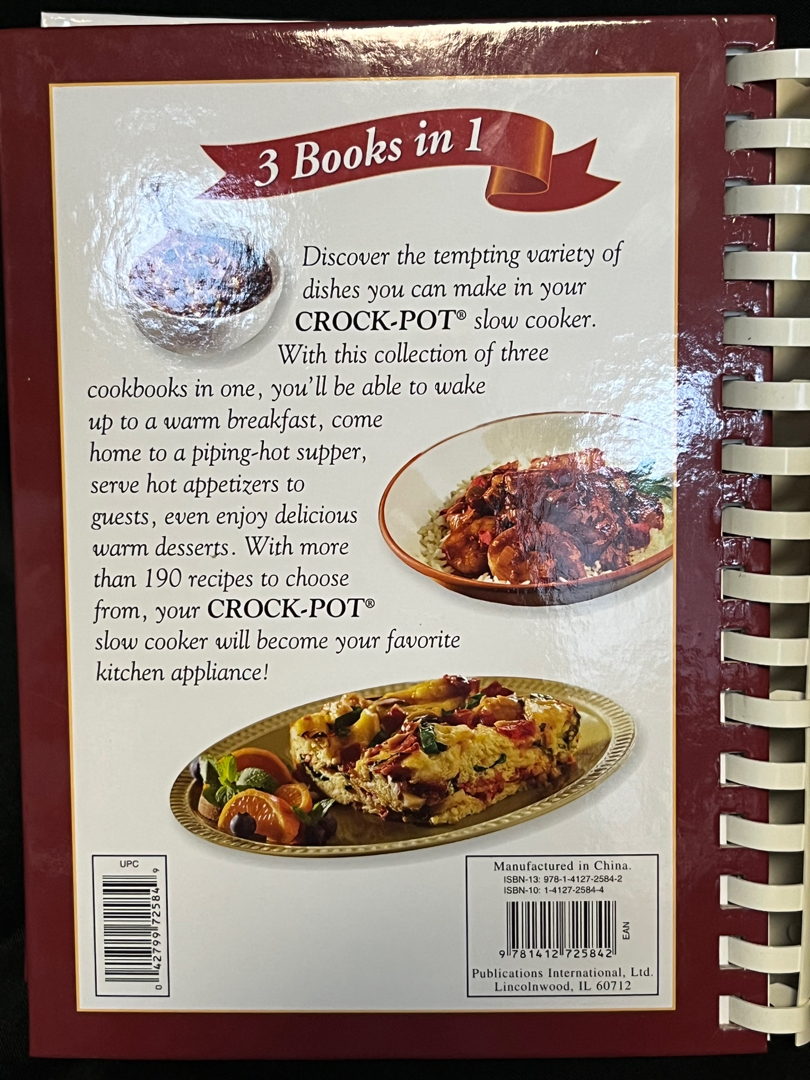 3 Books in 1
Discover the tempting variety of
dishes you can make in your
CROCK-POT® slow cooker.
With this collection of three
cookbooks in one, you'll be able to wake
up to a warm breakfast, come
home to a piping-hot supper,
serve hot appetizers to
guests, even enjoy delicious
warm desserts. With more
than 190 recipes to choose
from, your CROCK-POT®
slow cooker will become your favorite
kitchen appliance!
UPC
0 42799 72584 9
Manufactured in China.
ISBN-13: 978-1-4127-2584-2
ISBN-10: 1-4127-2584-4
9 781412 725842
EAN
Publications International, Ltd.
Lincolnwood, IL 60712